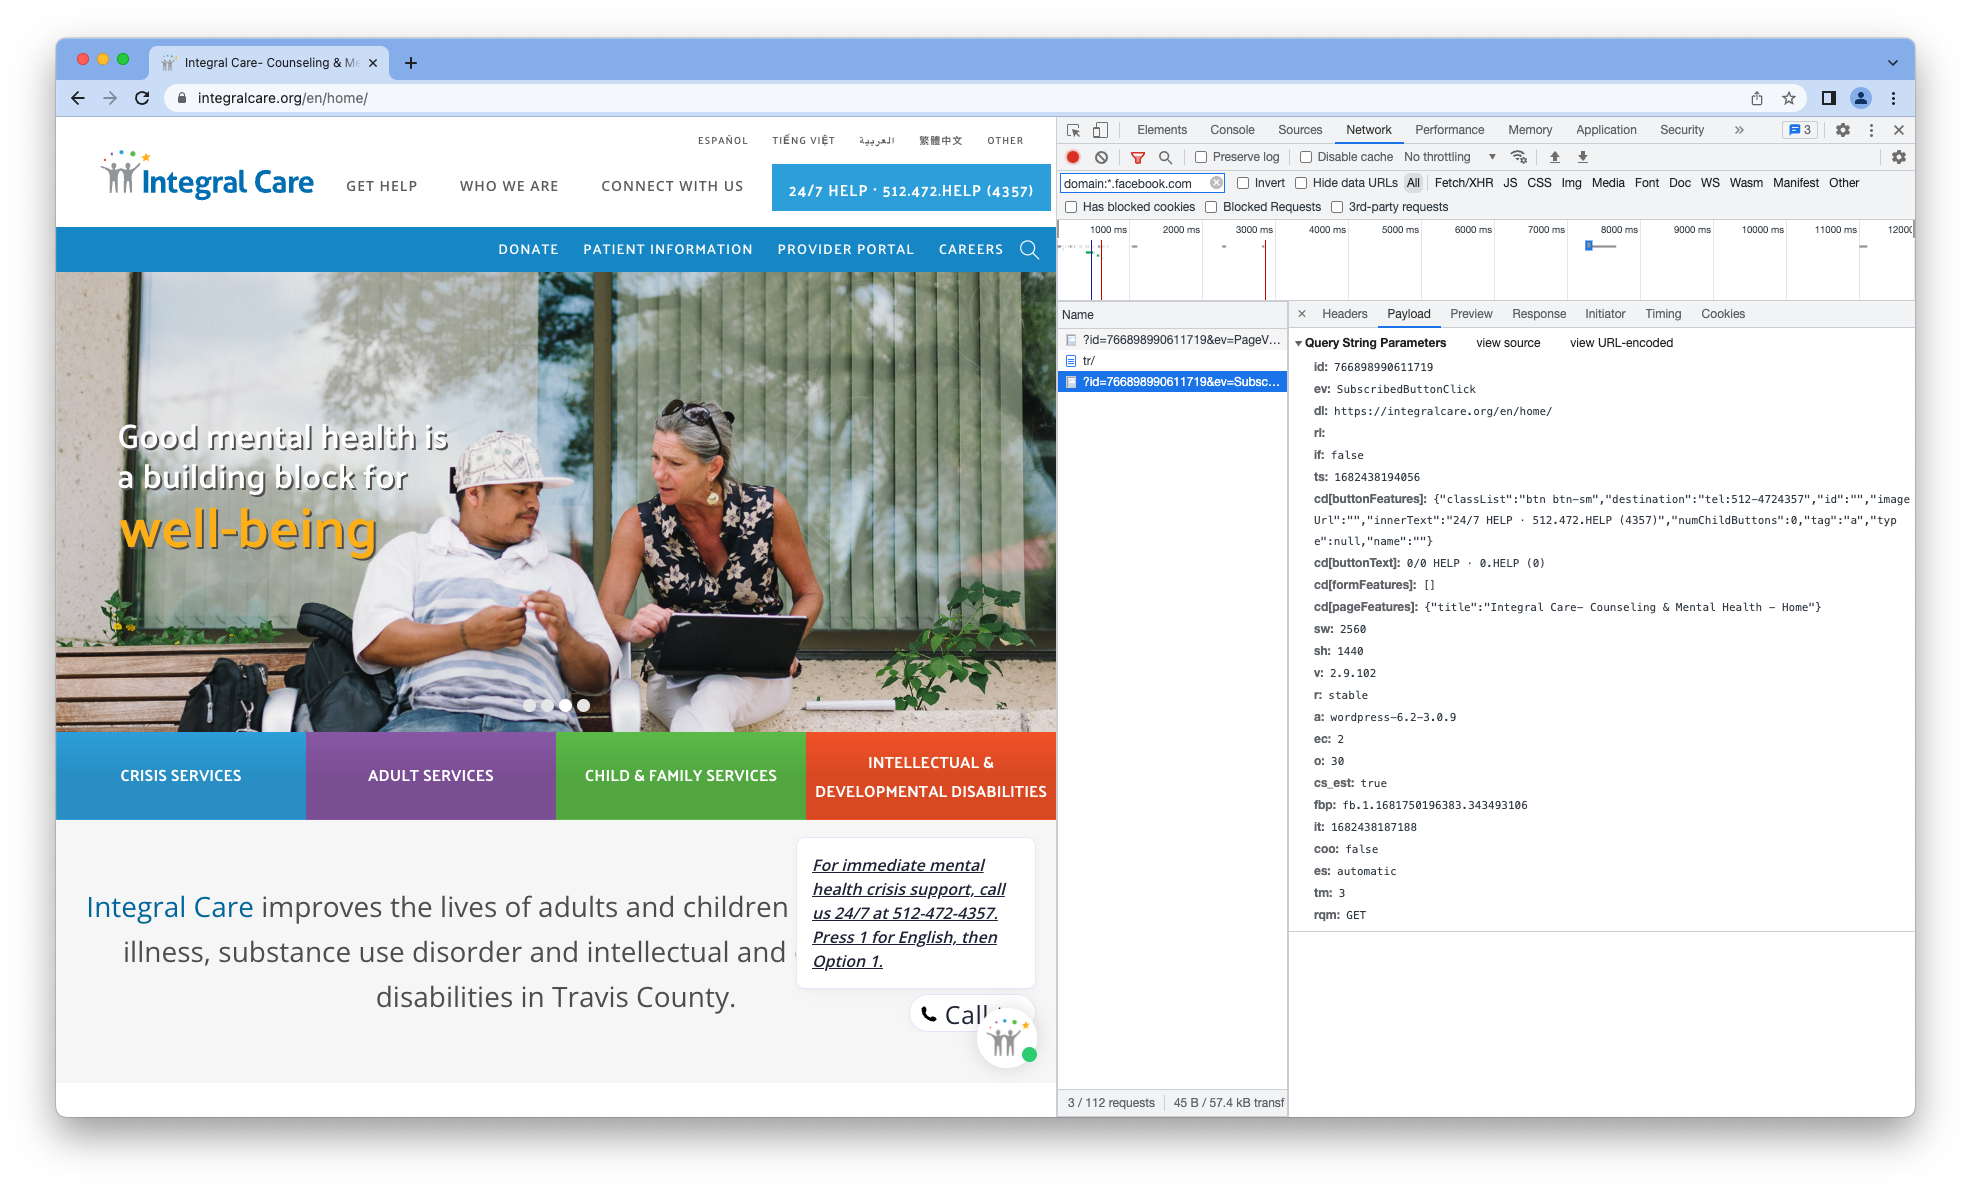 Integral Care- Counseling & Me
integralcare.org/en/home/
ESPAÑOL TIẾNG VIỆT العربية 繁體中文 OTHER
Integral Care
GET HELP WHO WE ARE CONNECT WITH US
24/7 HELP · 512.472.HELP (4357)
DONATE PATIENT INFORMATION PROVIDER PORTAL CAREERS
Good mental health is
a building block for
well-being
CRISIS SERVICES
ADULT SERVICES
CHILD & FAMILY SERVICES
INTELLECTUAL &
DEVELOPMENTAL DISABILITIES
Integral Care improves the lives of adults and children
illness, substance use disorder and intellectual and
disabilities in Travis County.
For immediate mental
health crisis support, call
us 24/7 at 512-472-4357.
Press 1 for English, then
Option 1.
Call
Elements Console Sources Network Performance Memory Application Security » 3
Preserve log Disable cache No throttling
domain:*.facebook.com Invert Hide data URLs All Fetch/XHR JS CSS Img Media Font Doc WS Wasm Manifest Other
Has blocked cookies Blocked Requests 3rd-party requests
1000 ms 2000 ms 3000 ms 4000 ms 5000 ms 6000 ms 7000 ms 8000 ms 9000 ms 10000 ms 11000 ms 1200
Name
?id=766898990611719&ev=PageV...
tr/
?id=766898990611719&ev=Subsc...
3 / 112 requests 45 B / 57.4 kB transf
× Headers Payload Preview Response Initiator Timing Cookies
Query String Parameters view source view URL-encoded
id: 766898990611719
ev: SubscribedButtonClick
dl: https://integralcare.org/en/home/
rl:
if: false
ts: 1682438194056
cd[buttonFeatures]: {"classList":"btn btn-sm","destination":"tel:512-4724357","id":"","image
Url":"","innerText":"24/7 HELP · 512.472.HELP (4357)","numChildButtons":0,"tag":"a","typ
e":null,"name":""}
cd[buttonText]: 0/0 HELP · 0.HELP (0)
cd[formFeatures]: []
cd[pageFeatures]: {"title":"Integral Care- Counseling & Mental Health - Home"}
sw: 2560
sh: 1440
v: 2.9.102
r: stable
a: wordpress-6.2-3.0.9
ec: 2
o: 30
cs_est: true
fbp: fb.1.1681750196383.343493106
it: 1682438187188
coo: false
es: automatic
tm: 3
rqm: GET